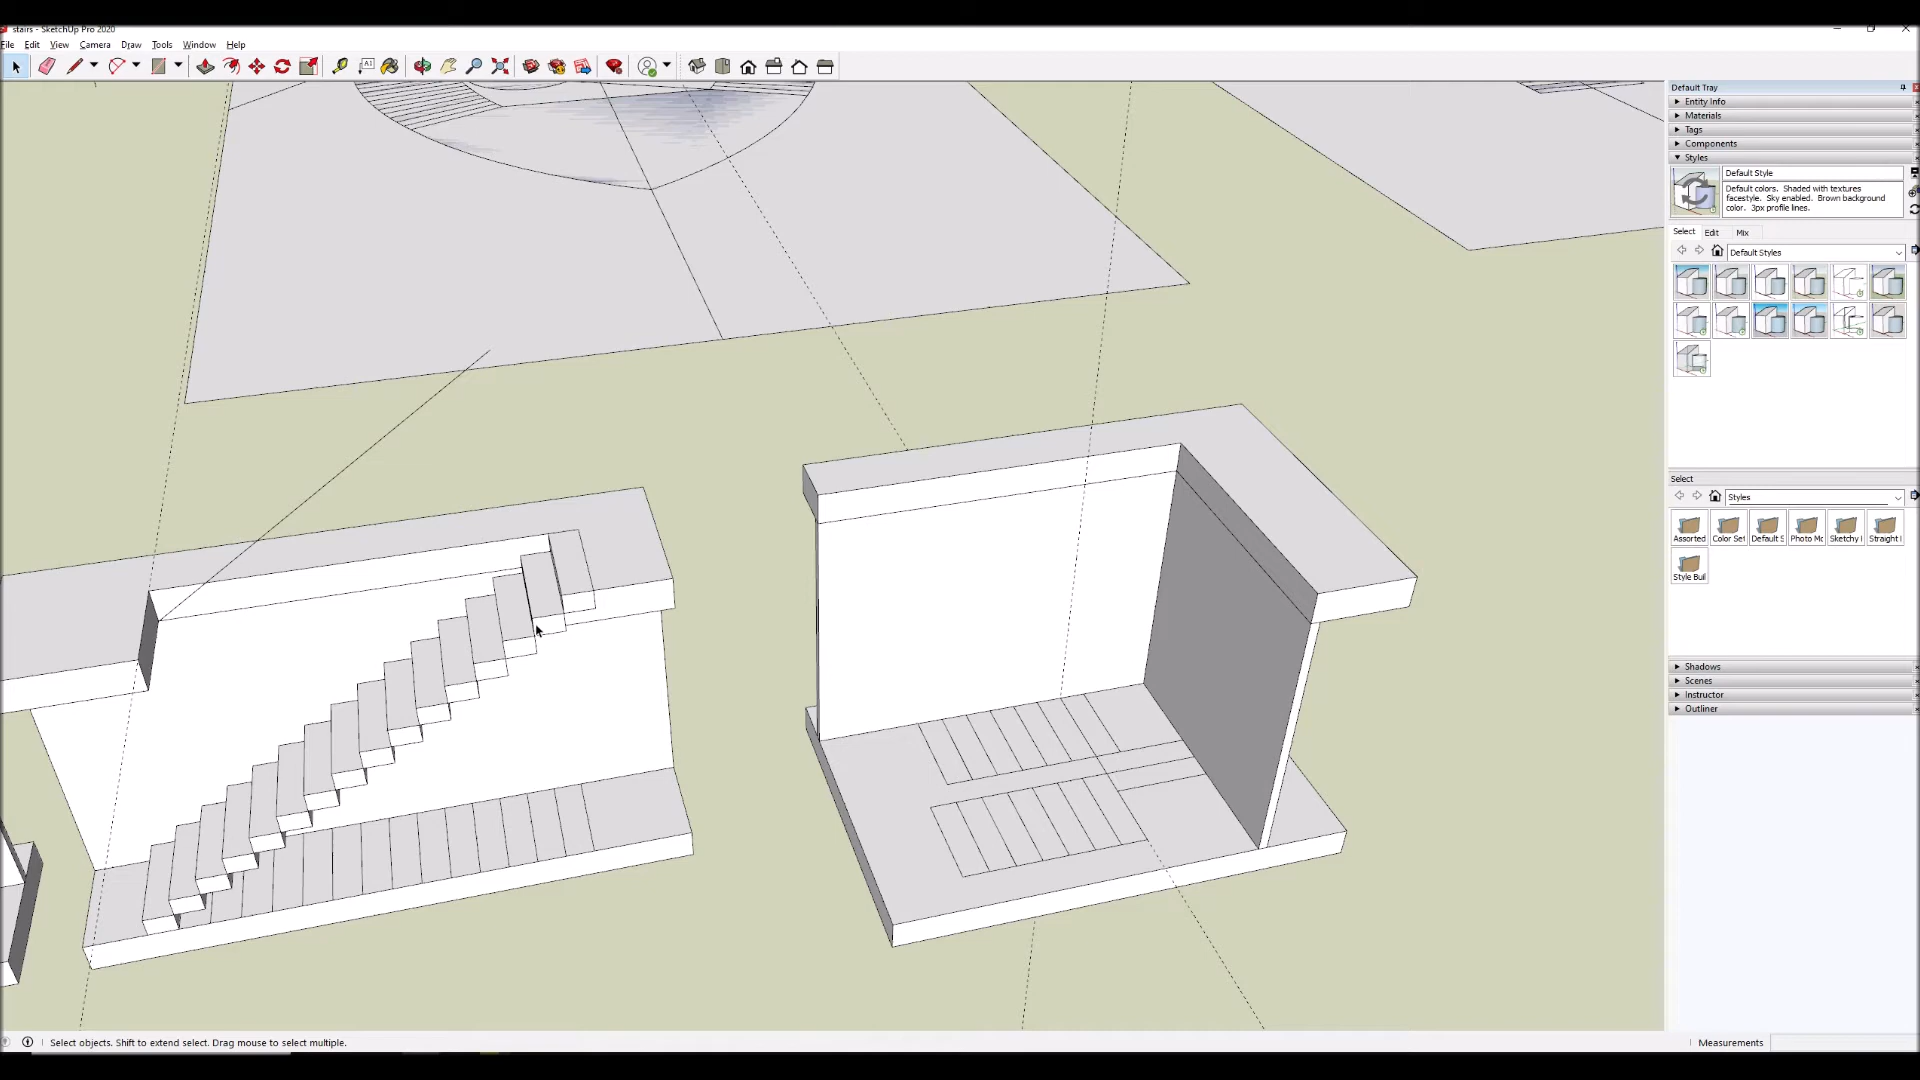 stairs - SketchUp Pro 2020
File Edit View Camera Draw Tools Window Help
A1
Default Tray
Entity Info
Materials
Tags
Components
Styles
Default Style
Default colors. Shaded with textures
facestyle. Sky enabled. Brown background
color. 3px profile lines.
Select Edit Mix
Default Styles
Select
Styles
Assorted Color Set Default S Photo Mo Sketchy Straight
Style Buil
Shadows
Scenes
Instructor
Outliner
Select objects. Shift to extend select. Drag mouse to select multiple.
Measurements